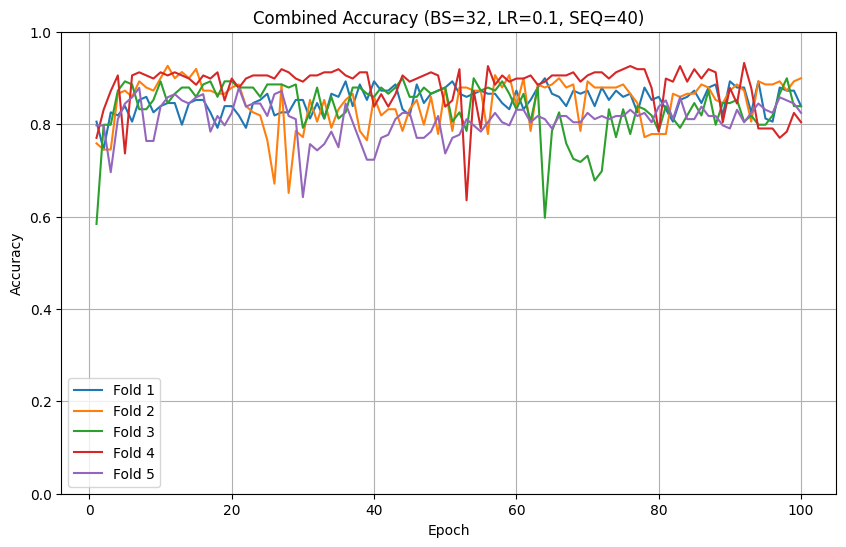 Combined Accuracy (BS=32, LR=0.1, SEQ=40)
1.0
0.8
0.6
0.4
0.2
0.0
Accuracy
Fold 1
Fold 2
Fold 3
Fold 4
Fold 5
0 20 40 60 80 100
Epoch